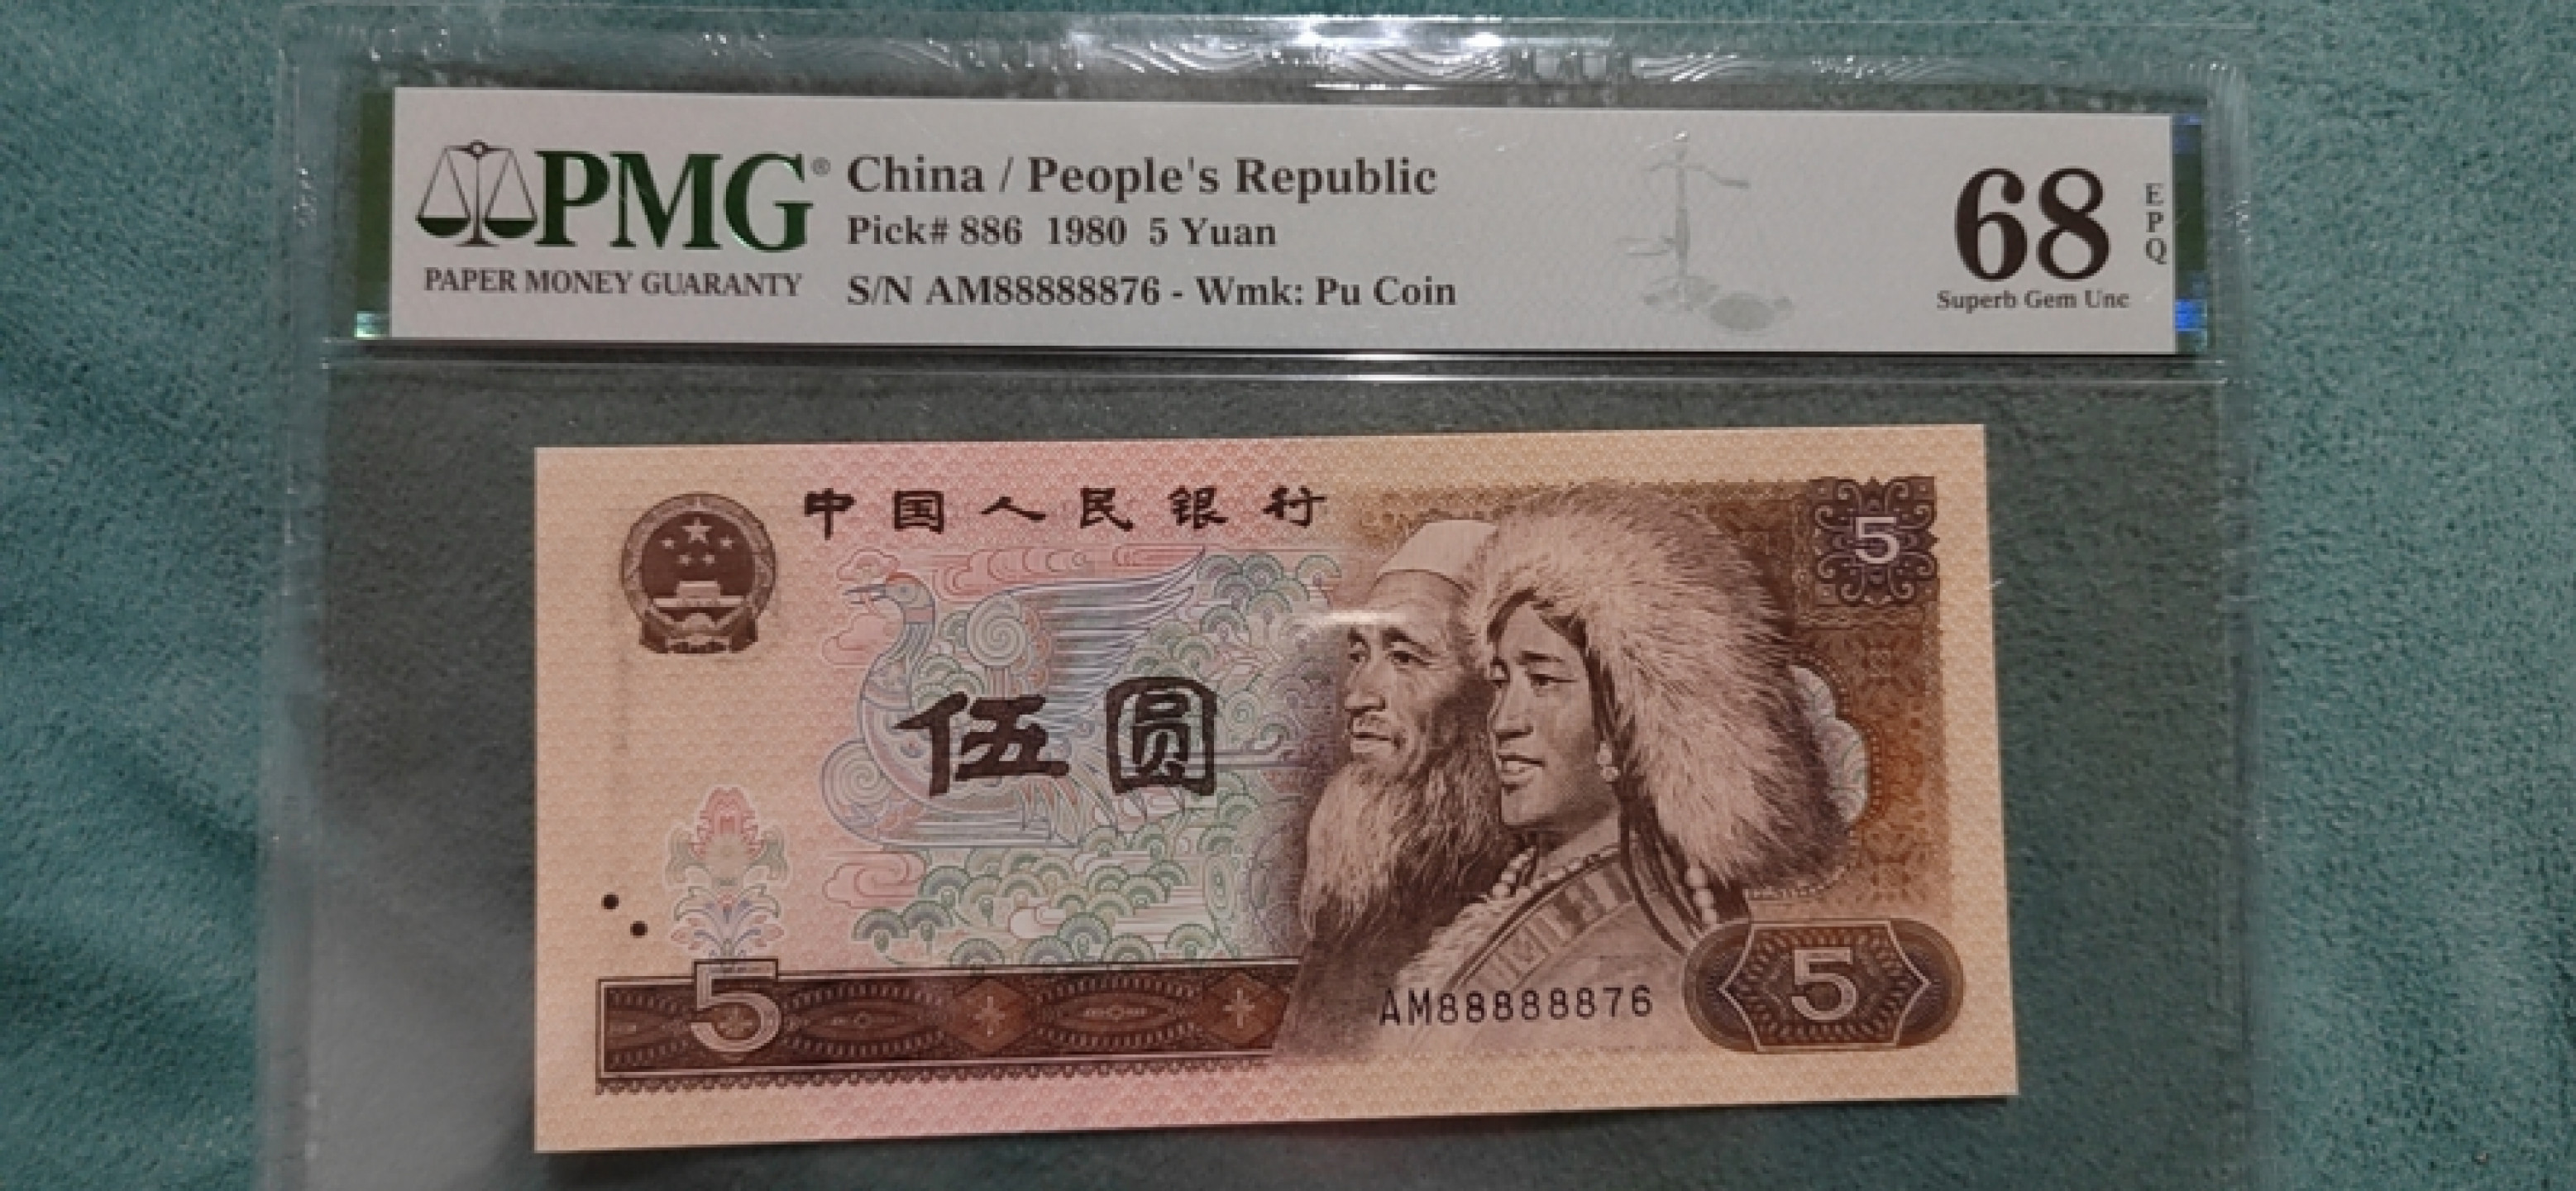 PMG®
PAPER MONEY GUARANTY
China / People's Republic
Pick# 886 1980 5 Yuan
S/N AM88888876 - Wmk: Pu Coin
68
EPQ
Superb Gem Unc
中国人民银行
5
伍圆
5
AM88888876
5